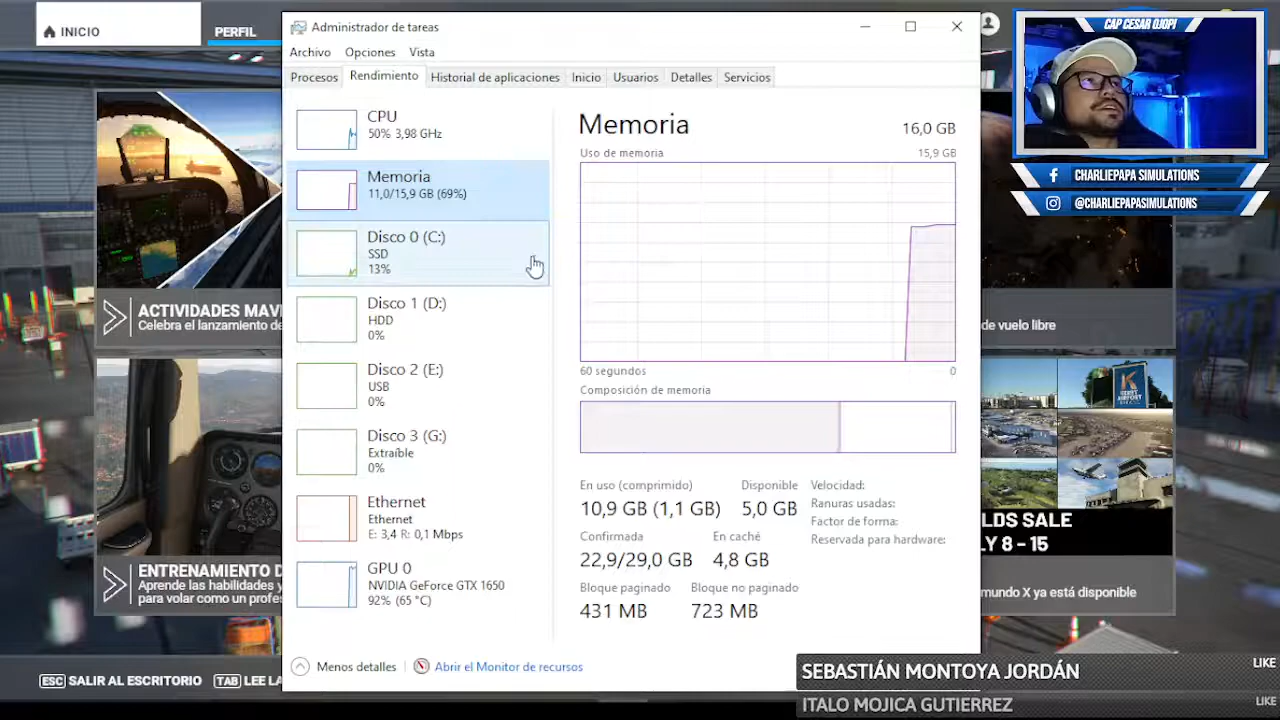 INICIO
PERFIL
Administrador de tareas
Archivo Opciones Vista
Procesos Rendimiento Historial de aplicaciones Inicio Usuarios Detalles Servicios
CPU
50% 3,98 GHz
Memoria
11,0/15,9 GB (69%)
Disco 0 (C:)
SSD
13%
Disco 1 (D:)
HDD
0%
Disco 2 (E:)
USB
0%
Disco 3 (G:)
Extraíble
0%
Ethernet
Ethernet
E: 3,4 R: 0,1 Mbps
GPU 0
NVIDIA GeForce GTX 1650
92% (65 °C)
Memoria 16,0 GB
Uso de memoria 15,9 GB
60 segundos 0
Composición de memoria
En uso (comprimido) Disponible
10,9 GB (1,1 GB) 5,0 GB
Confirmada En caché
22,9/29,0 GB 4,8 GB
Bloque paginado Bloque no paginado
431 MB 723 MB
Velocidad:
Ranuras usadas:
Factor de forma:
Reservada para hardware:
Menos detalles Abrir el Monitor de recursos
CAP CESAR OJOPI
CHARLIEPAPA SIMULATIONS
@CHARLIEPAPASIMULATIONS
ACTIVIDADES MAV
Celebra el lanzamiento de
de vuelo libre
ENTRENAMIENTO D
Aprende las habilidades y
para volar como un profes
LDS SALE
LY 8 - 15
mundo X ya está disponible
ESC SALIR AL ESCRITORIO TAB LEE LA
SEBASTIÁN MONTOYA JORDÁN LIKE
ITALO MOJICA GUTIERREZ LIKE